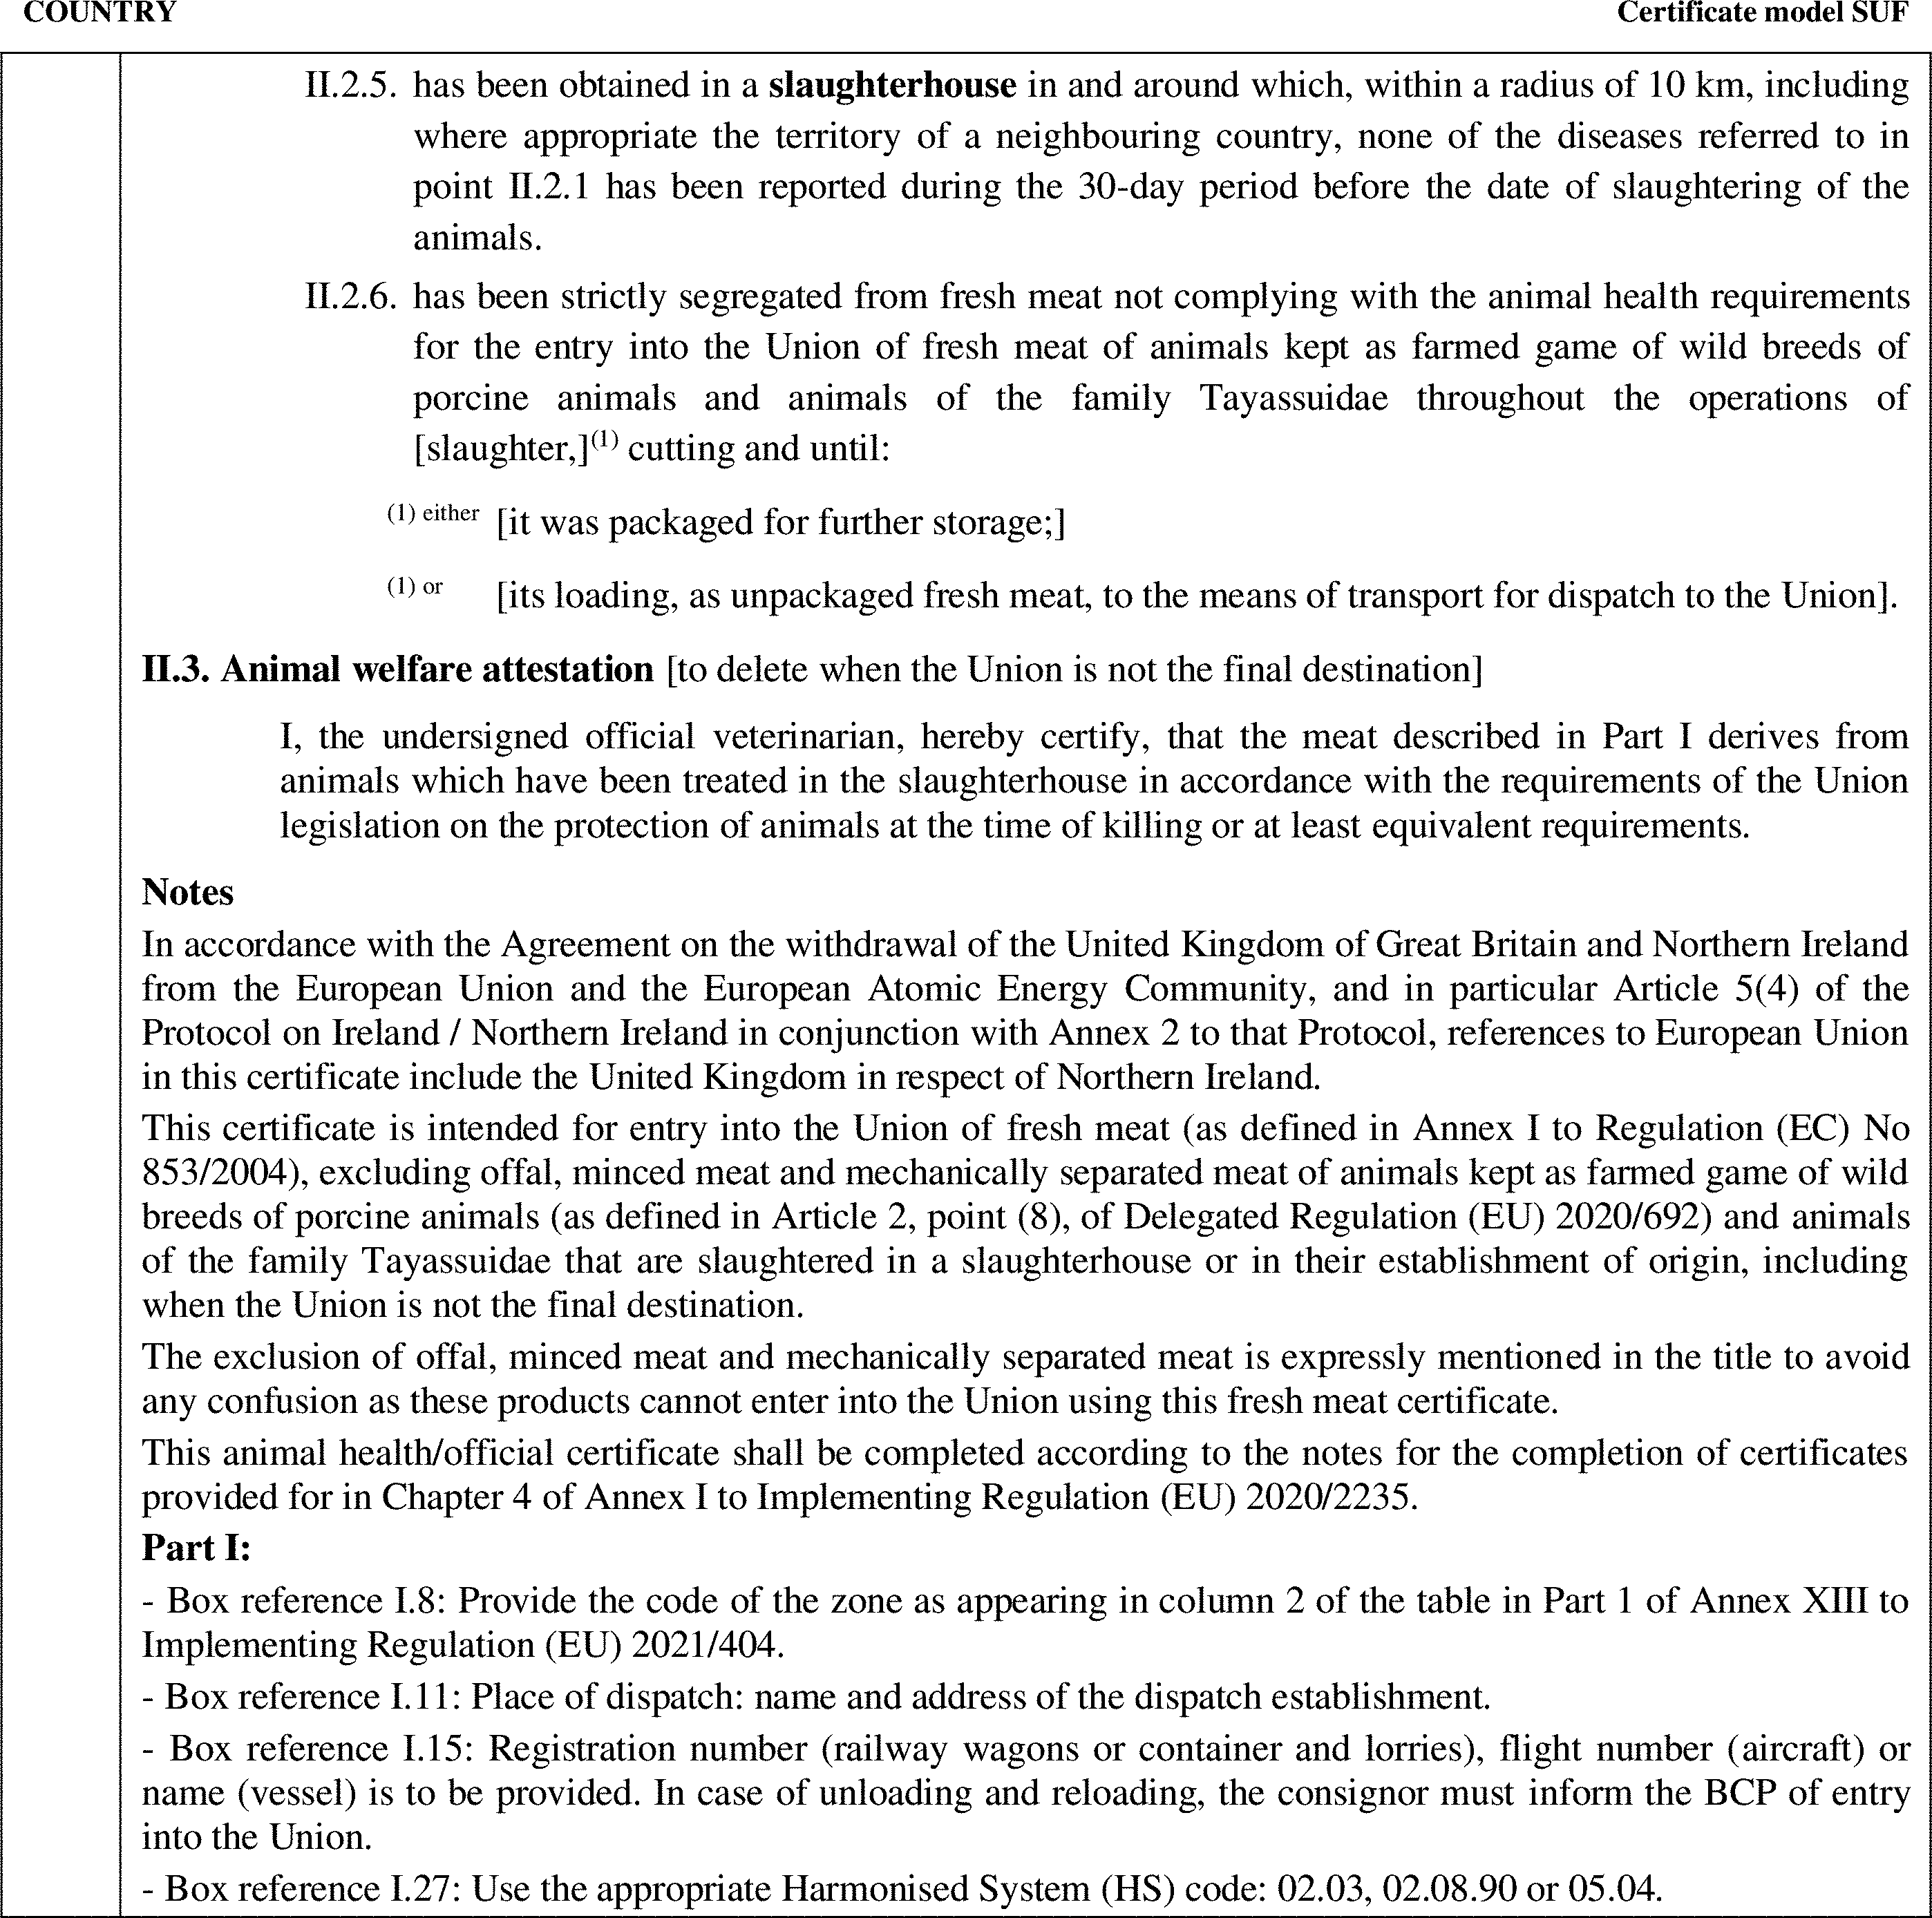 COUNTRY Certificate model SUF
II.2.5. has been obtained in a slaughterhouse in and around which, within a radius of 10 km, including
where appropriate the territory of a neighbouring country, none of the diseases referred to in
point II.2.1 has been reported during the 30-day period before the date of slaughtering of the
animals.
II.2.6. has been strictly segregated from fresh meat not complying with the animal health requirements
for the entry into the Union of fresh meat of animals kept as farmed game of wild breeds of
porcine animals and animals of the family Tayassuidae throughout the operations of
[slaughter,](1) cutting and until:
(1) either [it was packaged for further storage;]
(1) or [its loading, as unpackaged fresh meat, to the means of transport for dispatch to the Union].
II.3. Animal welfare attestation [to delete when the Union is not the final destination]
I, the undersigned official veterinarian, hereby certify, that the meat described in Part I derives from
animals which have been treated in the slaughterhouse in accordance with the requirements of the Union
legislation on the protection of animals at the time of killing or at least equivalent requirements.
Notes
In accordance with the Agreement on the withdrawal of the United Kingdom of Great Britain and Northern Ireland
from the European Union and the European Atomic Energy Community, and in particular Article 5(4) of the
Protocol on Ireland / Northern Ireland in conjunction with Annex 2 to that Protocol, references to European Union
in this certificate include the United Kingdom in respect of Northern Ireland.
This certificate is intended for entry into the Union of fresh meat (as defined in Annex I to Regulation (EC) No
853/2004), excluding offal, minced meat and mechanically separated meat of animals kept as farmed game of wild
breeds of porcine animals (as defined in Article 2, point (8), of Delegated Regulation (EU) 2020/692) and animals
of the family Tayassuidae that are slaughtered in a slaughterhouse or in their establishment of origin, including
when the Union is not the final destination.
The exclusion of offal, minced meat and mechanically separated meat is expressly mentioned in the title to avoid
any confusion as these products cannot enter into the Union using this fresh meat certificate.
This animal health/official certificate shall be completed according to the notes for the completion of certificates
provided for in Chapter 4 of Annex I to Implementing Regulation (EU) 2020/2235.
Part I:
- Box reference I.8: Provide the code of the zone as appearing in column 2 of the table in Part 1 of Annex XIII to
Implementing Regulation (EU) 2021/404.
- Box reference I.11: Place of dispatch: name and address of the dispatch establishment.
- Box reference I.15: Registration number (railway wagons or container and lorries), flight number (aircraft) or
name (vessel) is to be provided. In case of unloading and reloading, the consignor must inform the BCP of entry
into the Union.
- Box reference I.27: Use the appropriate Harmonised System (HS) code: 02.03, 02.08.90 or 05.04.